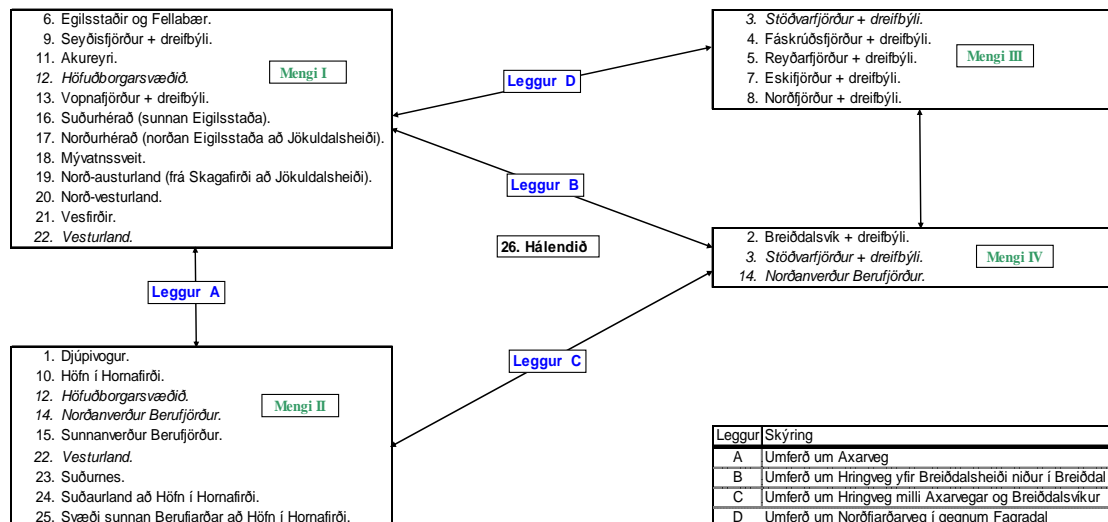 6. Egilsstaðir og Fellabær.
9. Seyðisfjörður + dreifbýli.
11. Akureyri.
12. Höfuðborgarsvæðið.
13. Vopnafjörður + dreifbýli.
16. Suðurhérað (sunnan Eigilsstaða).
17. Norðurhérað (norðan Eigilsstaða að Jökuldalsheiði).
18. Mývatnssveit.
19. Norð-austurland (frá Skagafirði að Jökuldalsheiði).
20. Norð-vesturland.
21. Vesfirðir.
22. Vesturland.
Mengi I
Leggur D
3. Stöðvarfjörður + dreifbýli.
4. Fáskrúðsfjörður + dreifbýli.
5. Reyðarfjörður + dreifbýli.
7. Eskifjörður + dreifbýli.
8. Norðfjörður + dreifbýli.
Mengi III
Leggur B
26. Hálendið
2. Breiðdalsvík + dreifbýli.
3. Stöðvarfjörður + dreifbýli.
14. Norðanverður Berufjörður.
Mengi IV
Leggur A
Leggur C
1. Djúpivogur.
10. Höfn í Hornafirði.
12. Höfuðborgarsvæðið.
14. Norðanverður Berufjörður.
15. Sunnanverður Berufjörður.
22. Vesturland.
23. Suðurnes.
24. Suðaurland að Höfn í Hornafirði.
25. Svæði sunnan Berufjarðar að Höfn í Hornafirði.
Mengi II
Leggur Skýring
A Umferð um Axarveg
B Umferð um Hringveg yfir Breiðdalsheiði niður í Breiðdal
C Umferð um Hringveg milli Axarvegar og Breiðdalsvíkur
D Umferð um Norðfjarðarveg í gegnum Fagradal